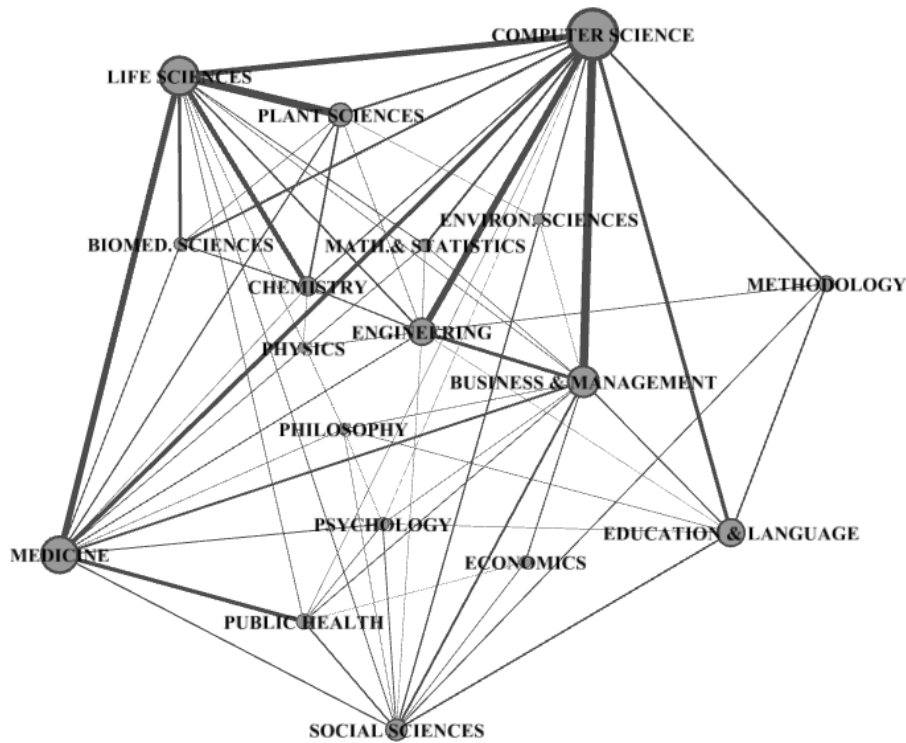 COMPUTER SCIENCE
LIFE SCIENCES
PLANT SCIENCES
ENVIRON. SCIENCES
BIOMED. SCIENCES
MATH.& STATISTICS
CHEMISTRY
METHODOLOGY
ENGINEERING
PHYSICS
BUSINESS & MANAGEMENT
PHILOSOPHY
PSYCHOLOGY
EDUCATION & LANGUAGE
MEDICINE
ECONOMICS
PUBLIC HEALTH
SOCIAL SCIENCES